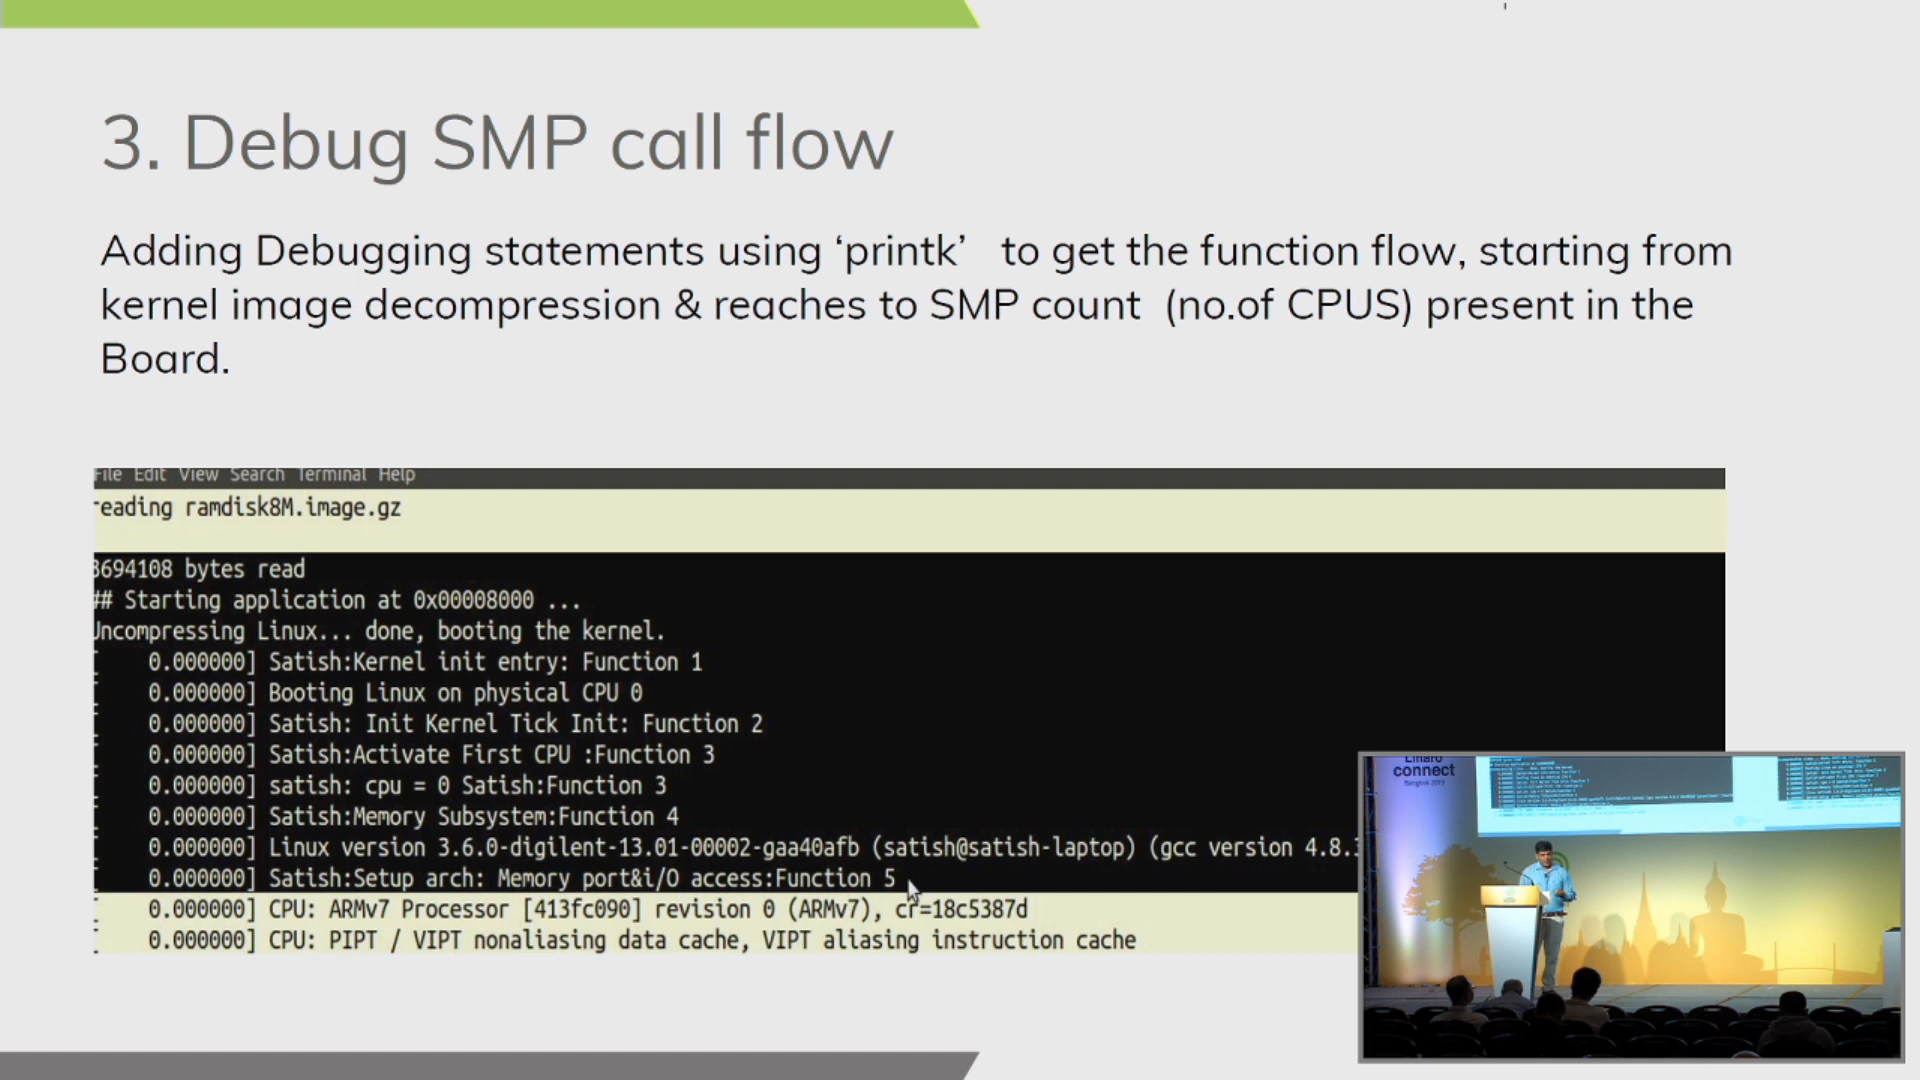 3. Debug SMP call flow
Adding Debugging statements using ‘printk’ to get the function flow, starting from
kernel image decompression & reaches to SMP count (no.of CPUS) present in the
Board.
File Edit View Search Terminal Help
reading ramdisk8M.image.gz
3694108 bytes read
## Starting application at 0x00008000 ...
Uncompressing Linux... done, booting the kernel.
[ 0.000000] Satish:Kernel init entry: Function 1
[ 0.000000] Booting Linux on physical CPU 0
[ 0.000000] Satish: Init Kernel Tick Init: Function 2
[ 0.000000] Satish:Activate First CPU :Function 3
[ 0.000000] satish: cpu = 0 Satish:Function 3
[ 0.000000] Satish:Memory Subsystem:Function 4
[ 0.000000] Linux version 3.6.0-digilent-13.01-00002-gaa40afb (satish@satish-laptop) (gcc version 4.8.3
[ 0.000000] Satish:Setup arch: Memory port&i/O access:Function 5
[ 0.000000] CPU: ARMv7 Processor [413fc090] revision 0 (ARMv7), cr=18c5387d
[ 0.000000] CPU: PIPT / VIPT nonaliasing data cache, VIPT aliasing instruction cache
Linaro
connect
Bangkok 2019